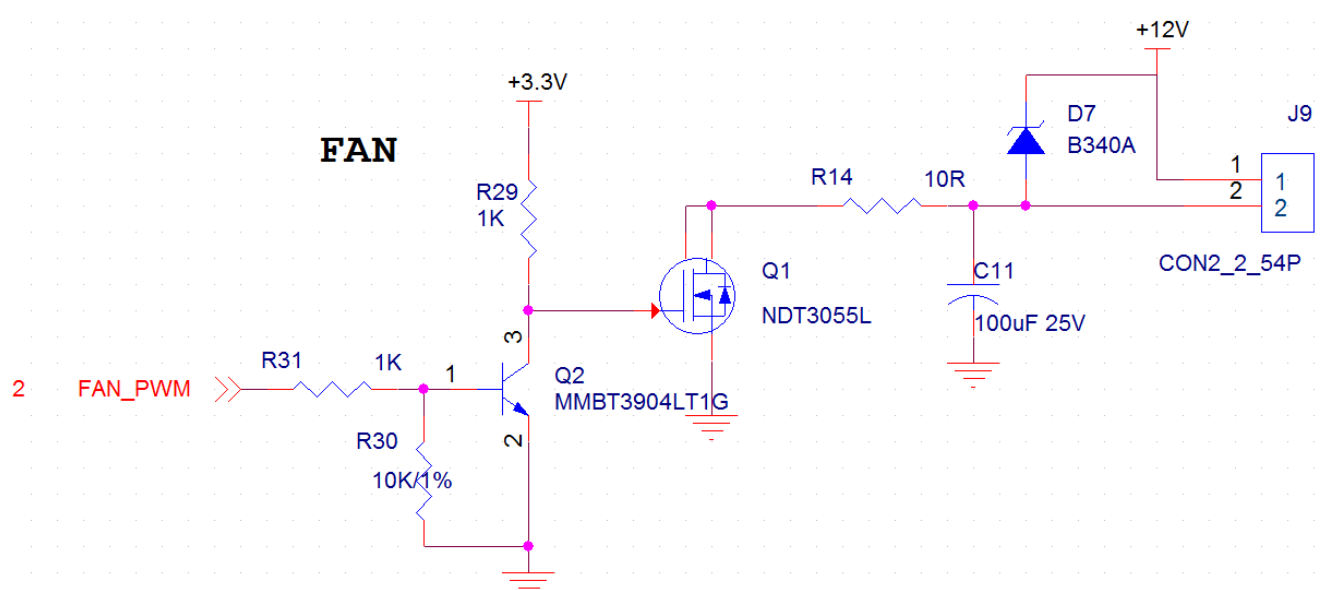 +12V
+3.3V
D7
B340A
J9
FAN
R29
1K
R14 10R
1
2
1
2
Q1
NDT3055L
C11
100uF 25V
CON2_2_54P
3
R31 1K
1
2 FAN_PWM
Q2
MMBT3904LT1G
2
R30
10K/1%